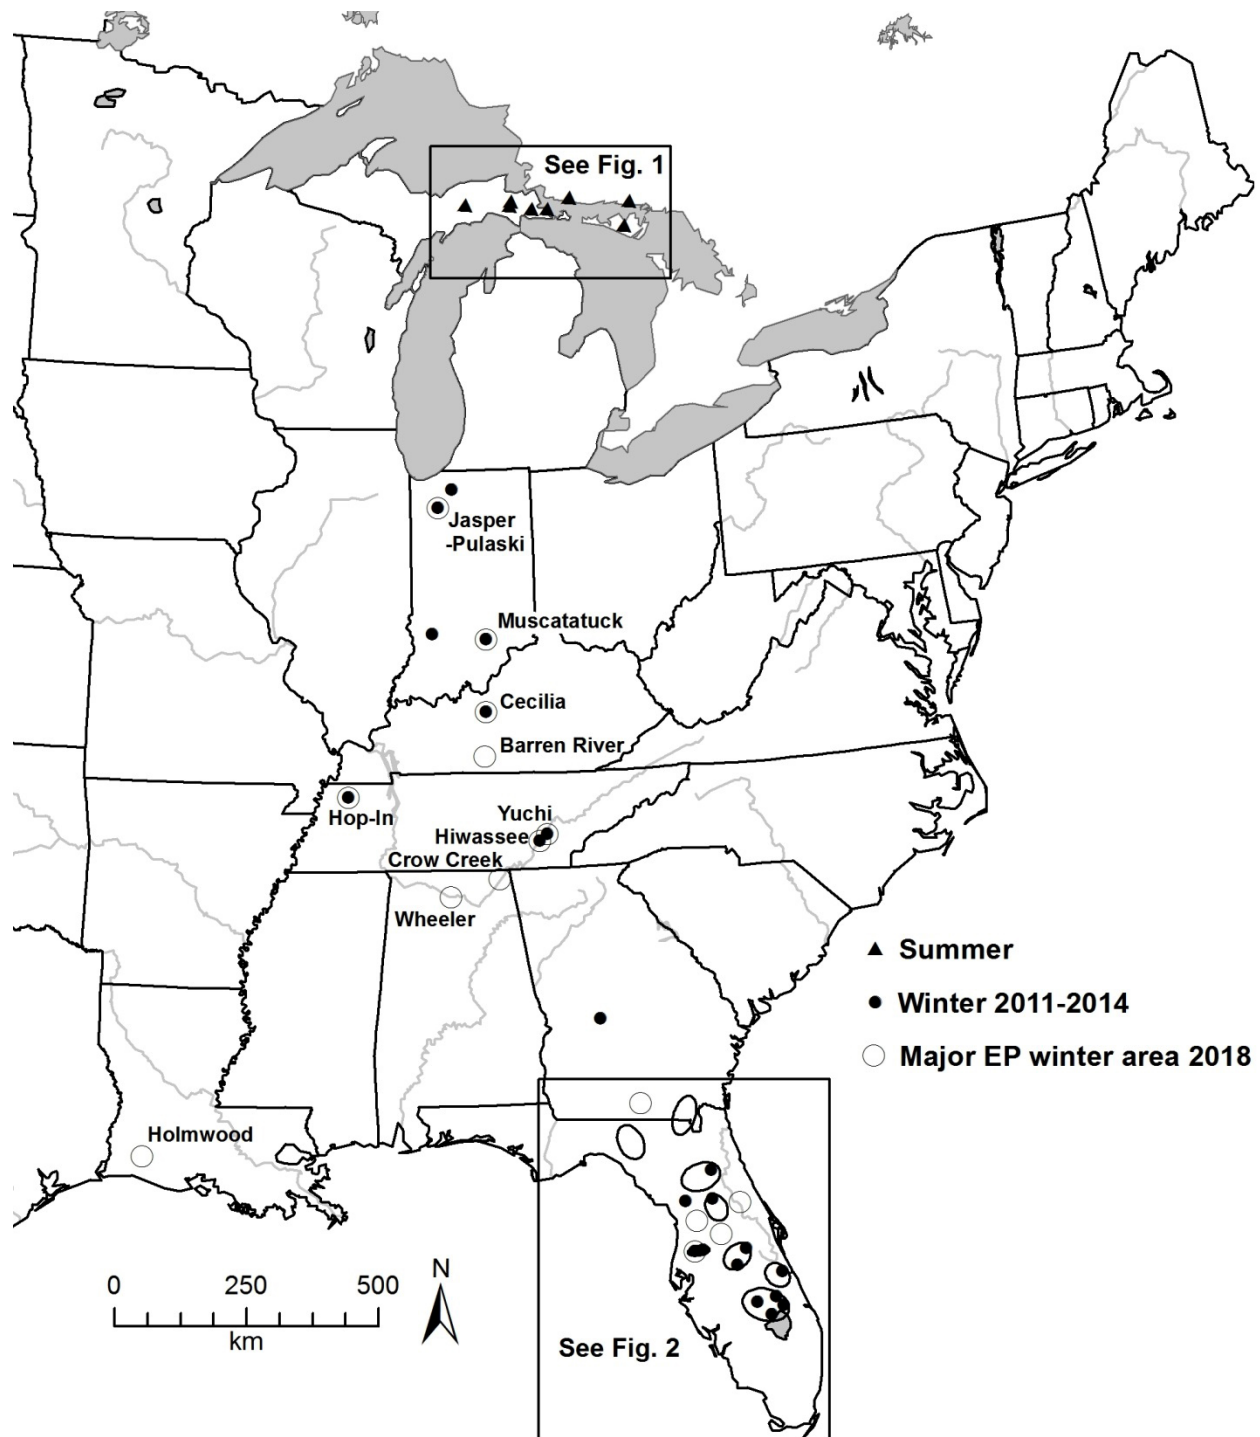 See Fig. 1
Jasper
-Pulaski
Muscatatuck
Cecilia
Barren River
Hop-In
Yuchi
Hiwassee
Crow Creek
Wheeler
Summer
Winter 2011-2014
Major EP winter area 2018
Holmwood
0 250 500
km
N
See Fig. 2